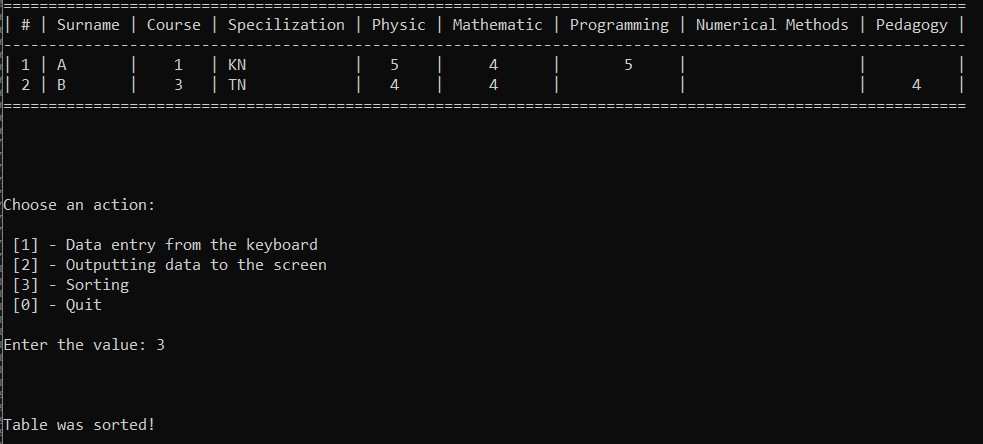 ============================================================================================================
| # | Surname | Course | Specilization | Physic | Mathematic | Programming | Numerical Methods | Pedagogy |
------------------------------------------------------------------------------------------------------------
| 1 | A       |    1   | KN            |   5    |     4      |      5      |                   |          |
| 2 | B       |    3   | TN            |   4    |     4      |             |                   |     4    |
============================================================================================================
Choose an action:
[1] - Data entry from the keyboard
[2] - Outputting data to the screen
[3] - Sorting
[0] - Quit
Enter the value: 3
Table was sorted!